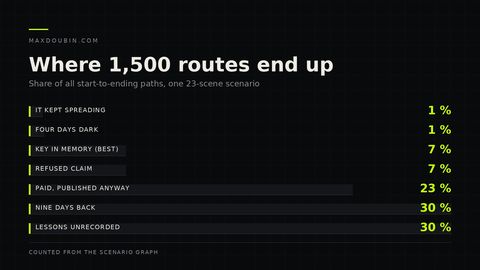 MAXDOUBIN.COM
Where 1,500 routes end up
Share of all start-to-ending paths, one 23-scene scenario
IT KEPT SPREADING 1 %
FOUR DAYS DARK 1 %
KEY IN MEMORY (BEST) 7 %
REFUSED CLAIM 7 %
PAID, PUBLISHED ANYWAY 23 %
NINE DAYS BACK 30 %
LESSONS UNRECORDED 30 %
COUNTED FROM THE SCENARIO GRAPH